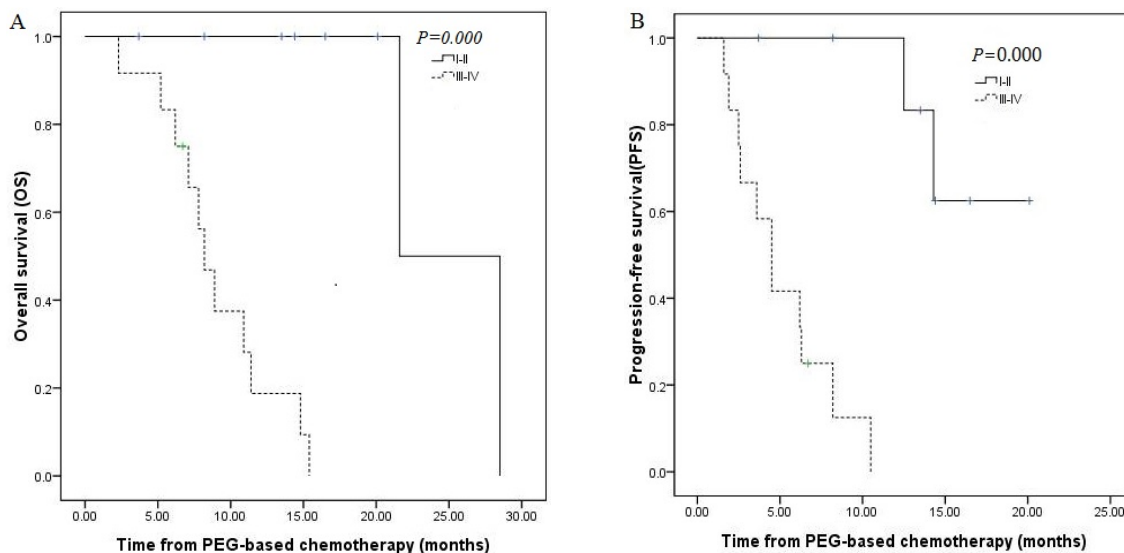 A
P=0.000
I-II
III-IV
Overall survival (OS)
1.0
0.8
0.6
0.4
0.2
0.0
0.00 5.00 10.00 15.00 20.00 25.00 30.00
Time from PEG-based chemotherapy (months)
B
P=0.000
I-II
III-IV
Progression-free survival(PFS)
1.0
0.8
0.6
0.4
0.2
0.0
0.00 5.00 10.00 15.00 20.00 25.00
Time from PEG-based chemotherapy (months)